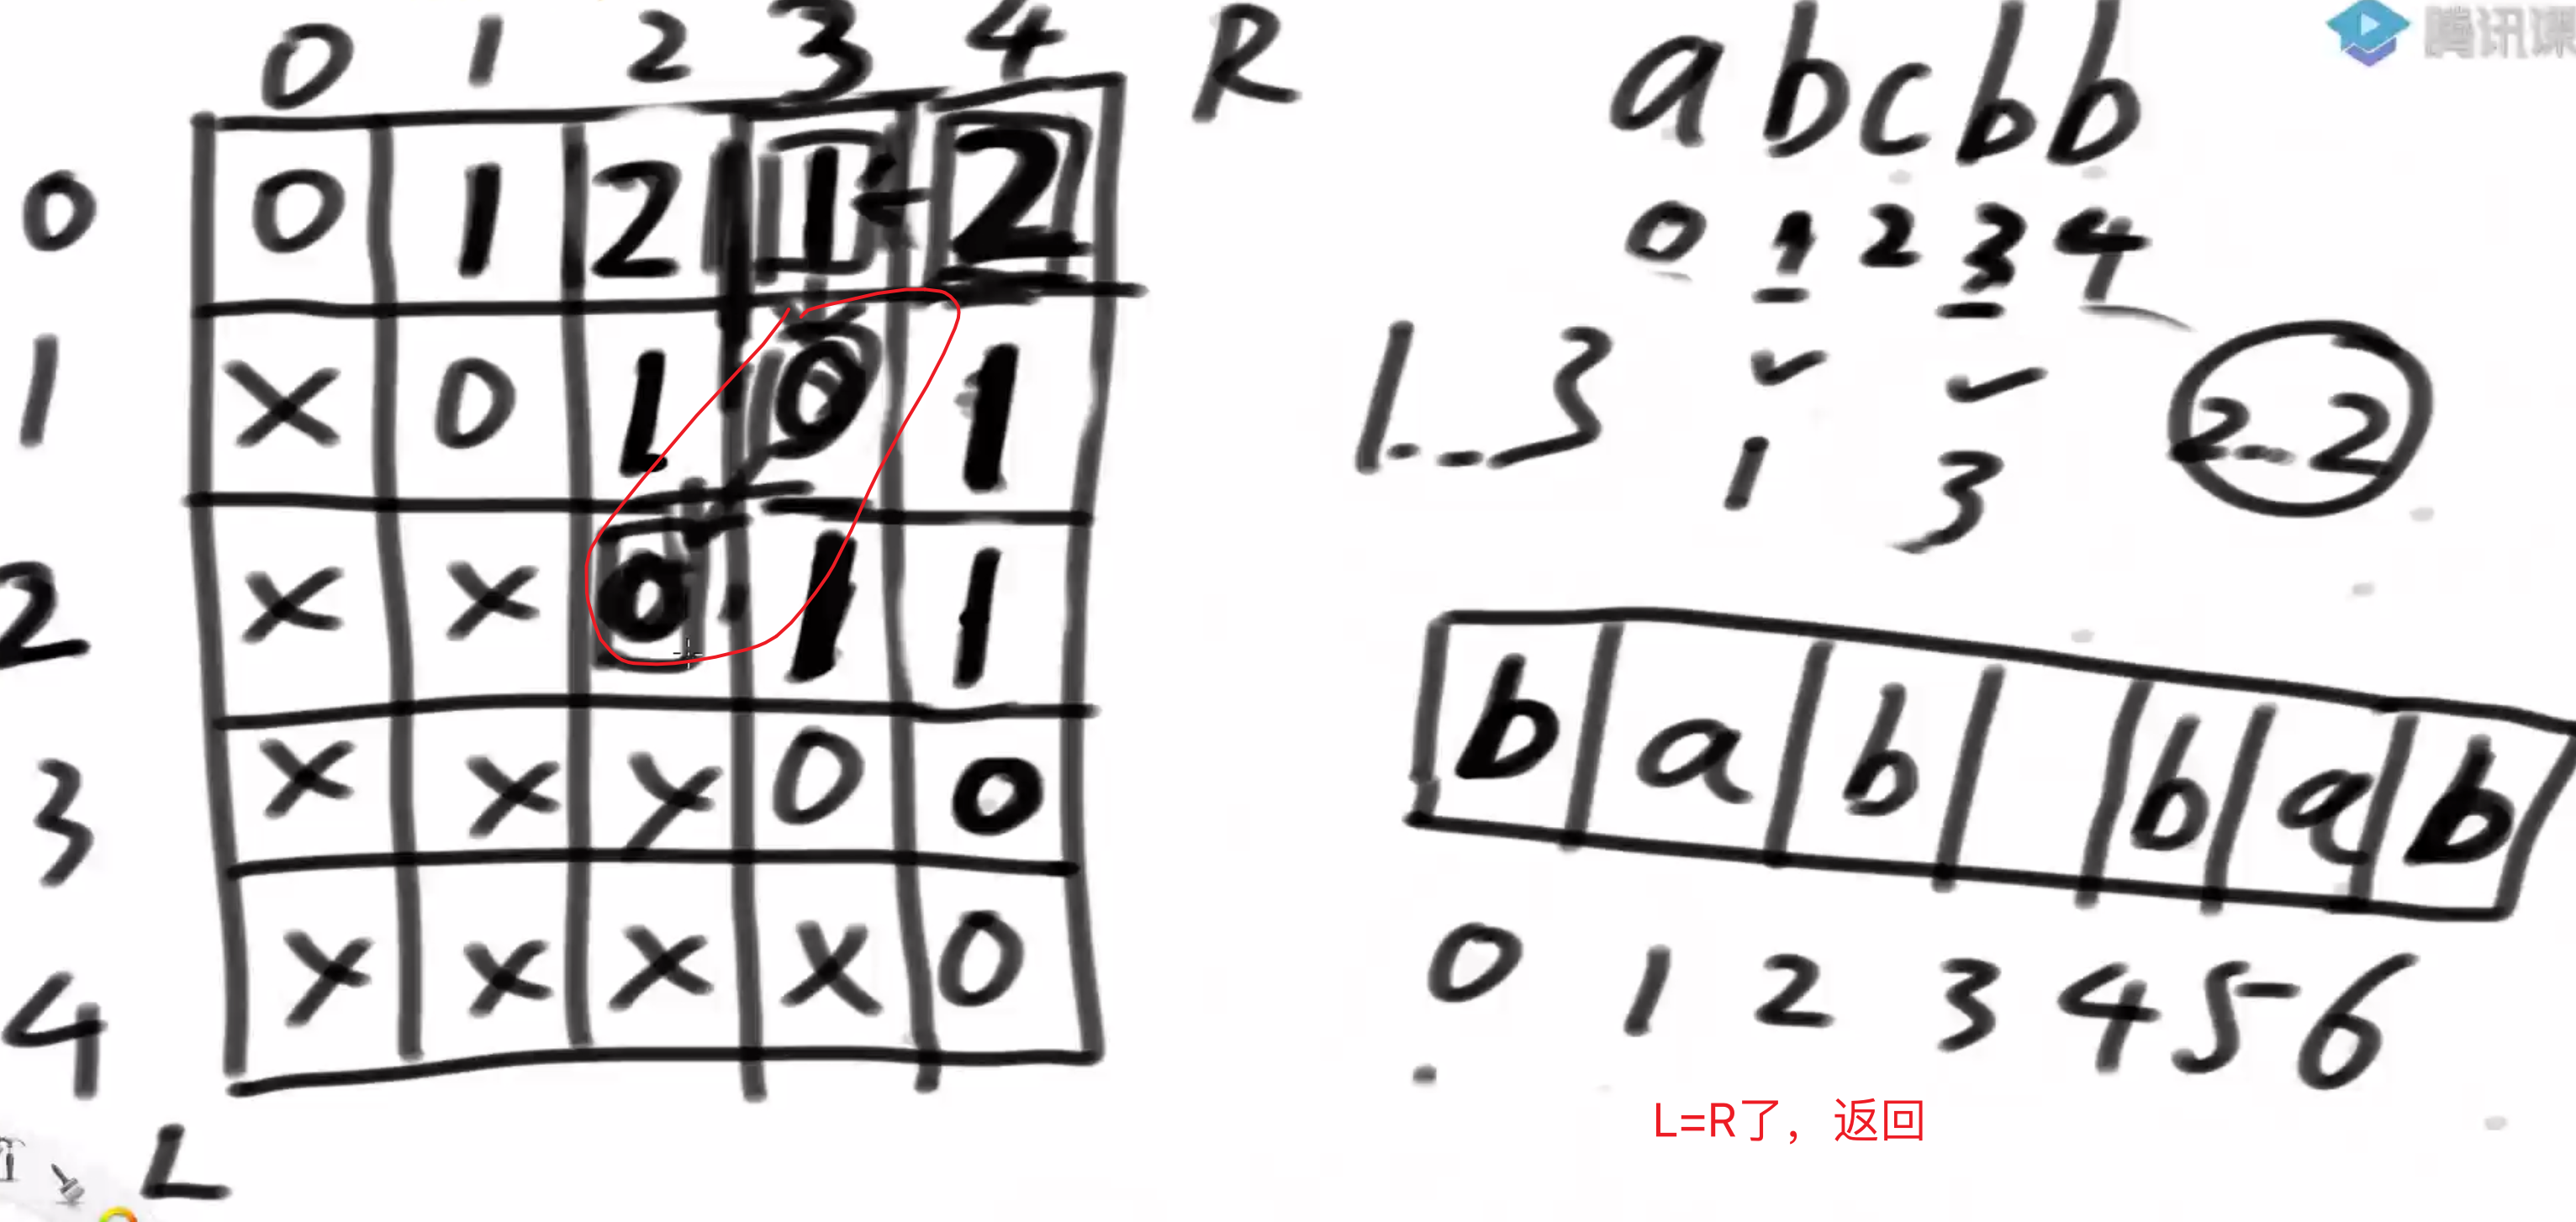 0 1 2 3 4 R
0 0 1 2 1 2
1 × 0 1 0 1
2 × × 0 1 1
3 × × × 0 0
4 × × × × 0
L
腾讯课
abcbb
0 1 2 3 4
1--3 ✓ ✓
1 3 2--2
b a b b a b
0 1 2 3 4 5 6
L=R了，返回